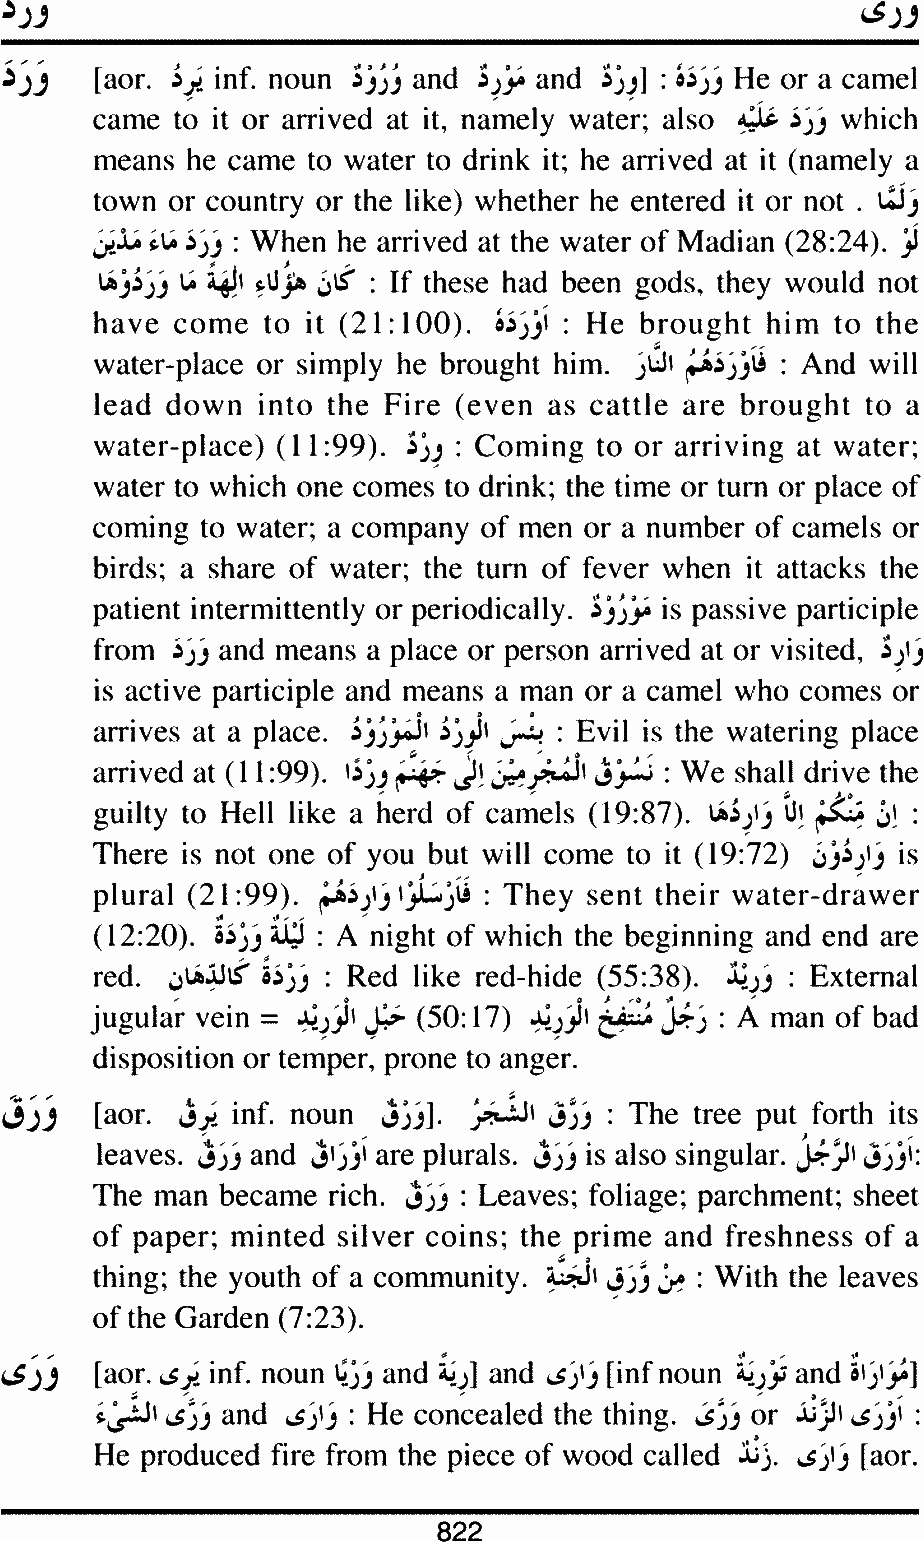 ورد ورى
وَرَدَ [aor. يَرِدُ inf. noun وُرُوْدٌ and مَوْرِدٌ and وِرْدٌ] : وَرَدَهُ He or a camel
came to it or arrived at it, namely water; also وَرَدَ عَلَيْهِ which
means he came to water to drink it; he arrived at it (namely a
town or country or the like) whether he entered it or not . وَلَمَّا
وَرَدَ مَاءَ مَدْيَنَ : When he arrived at the water of Madian (28:24). لَوْ
كَانَ هٰؤُلَاءِ اٰلِهَةً مَا وَرَدُوْهَا : If these had been gods, they would not
have come to it (21:100). اَوْرَدَهُ : He brought him to the
water-place or simply he brought him. فَاَوْرَدَهُمُ النَّارَ : And will
lead down into the Fire (even as cattle are brought to a
water-place) (11:99). وِرْدٌ : Coming to or arriving at water;
water to which one comes to drink; the time or turn or place of
coming to water; a company of men or a number of camels or
birds; a share of water; the turn of fever when it attacks the
patient intermittently or periodically. مَوْرُوْدٌ is passive participle
from وَرَدَ and means a place or person arrived at or visited, وَارِدٌ
is active participle and means a man or a camel who comes or
arrives at a place. بِئْسَ الْوِرْدُ الْمَوْرُوْدُ : Evil is the watering place
arrived at (11:99). نَسُوْقُ الْمُجْرِمِيْنَ اِلٰى جَهَنَّمَ وِرْدًا : We shall drive the
guilty to Hell like a herd of camels (19:87). اِنْ مِّنْكُمْ اِلَّا وَارِدُهَا :
There is not one of you but will come to it (19:72) وَارِدُوْنَ is
plural (21:99). فَاَرْسَلُوْا وَارِدَهُمْ : They sent their water-drawer
(12:20). لَيْلَةٌ وَرْدَةٌ : A night of which the beginning and end are
red. وَرْدَةً كَالدِّهَانِ : Red like red-hide (55:38). وَرِيْدٌ : External
jugular vein = حَبْلِ الْوَرِيْدِ (50:17) رَجُلٌ مُنْتَفِخُ الْوَرِيْدِ : A man of bad
disposition or temper, prone to anger.
وَرَقَ [aor. يَرِقُ inf. noun وَرْقٌ]. وَرَّقَ الشَّجَرُ : The tree put forth its
leaves. وَرَقٌ and اَوْرَاقٌ are plurals. وَرَقٌ is also singular. اَوْرَقَ الرَّجُلُ:
The man became rich. وَرَقٌ : Leaves; foliage; parchment; sheet
of paper; minted silver coins; the prime and freshness of a
thing; the youth of a community. مِنْ وَرَقِ الْجَنَّةِ : With the leaves
of the Garden (7:23).
وَرَى [aor. يَرِى inf. noun وَرْيًا and رِيَةٌ] and وَارَى [inf noun تَوْرِيَةٌ and مُوَارَاةٌ]
وَرَّى الشَّىْءَ and وَارَى : He concealed the thing. وَرَّى or اَوْرَى الزَّنْدَ :
He produced fire from the piece of wood called زَنْدٌ. وَارَى [aor.
822